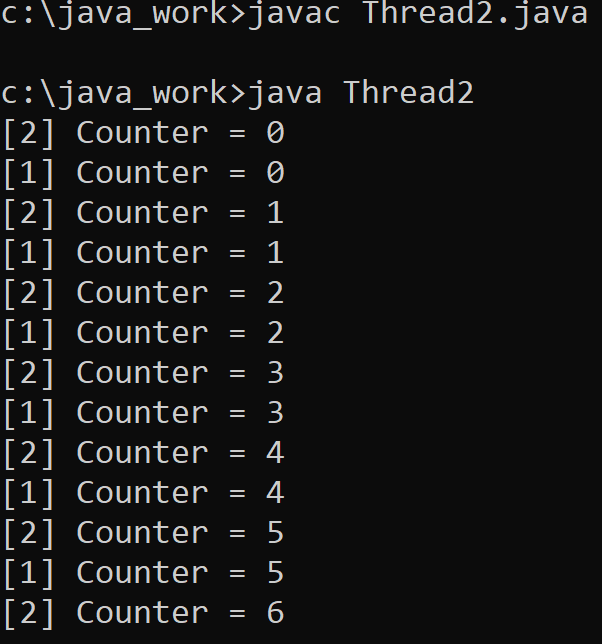 c:\java_work>javac Thread2.java
c:\java_work>java Thread2
[2] Counter = 0
[1] Counter = 0
[2] Counter = 1
[1] Counter = 1
[2] Counter = 2
[1] Counter = 2
[2] Counter = 3
[1] Counter = 3
[2] Counter = 4
[1] Counter = 4
[2] Counter = 5
[1] Counter = 5
[2] Counter = 6